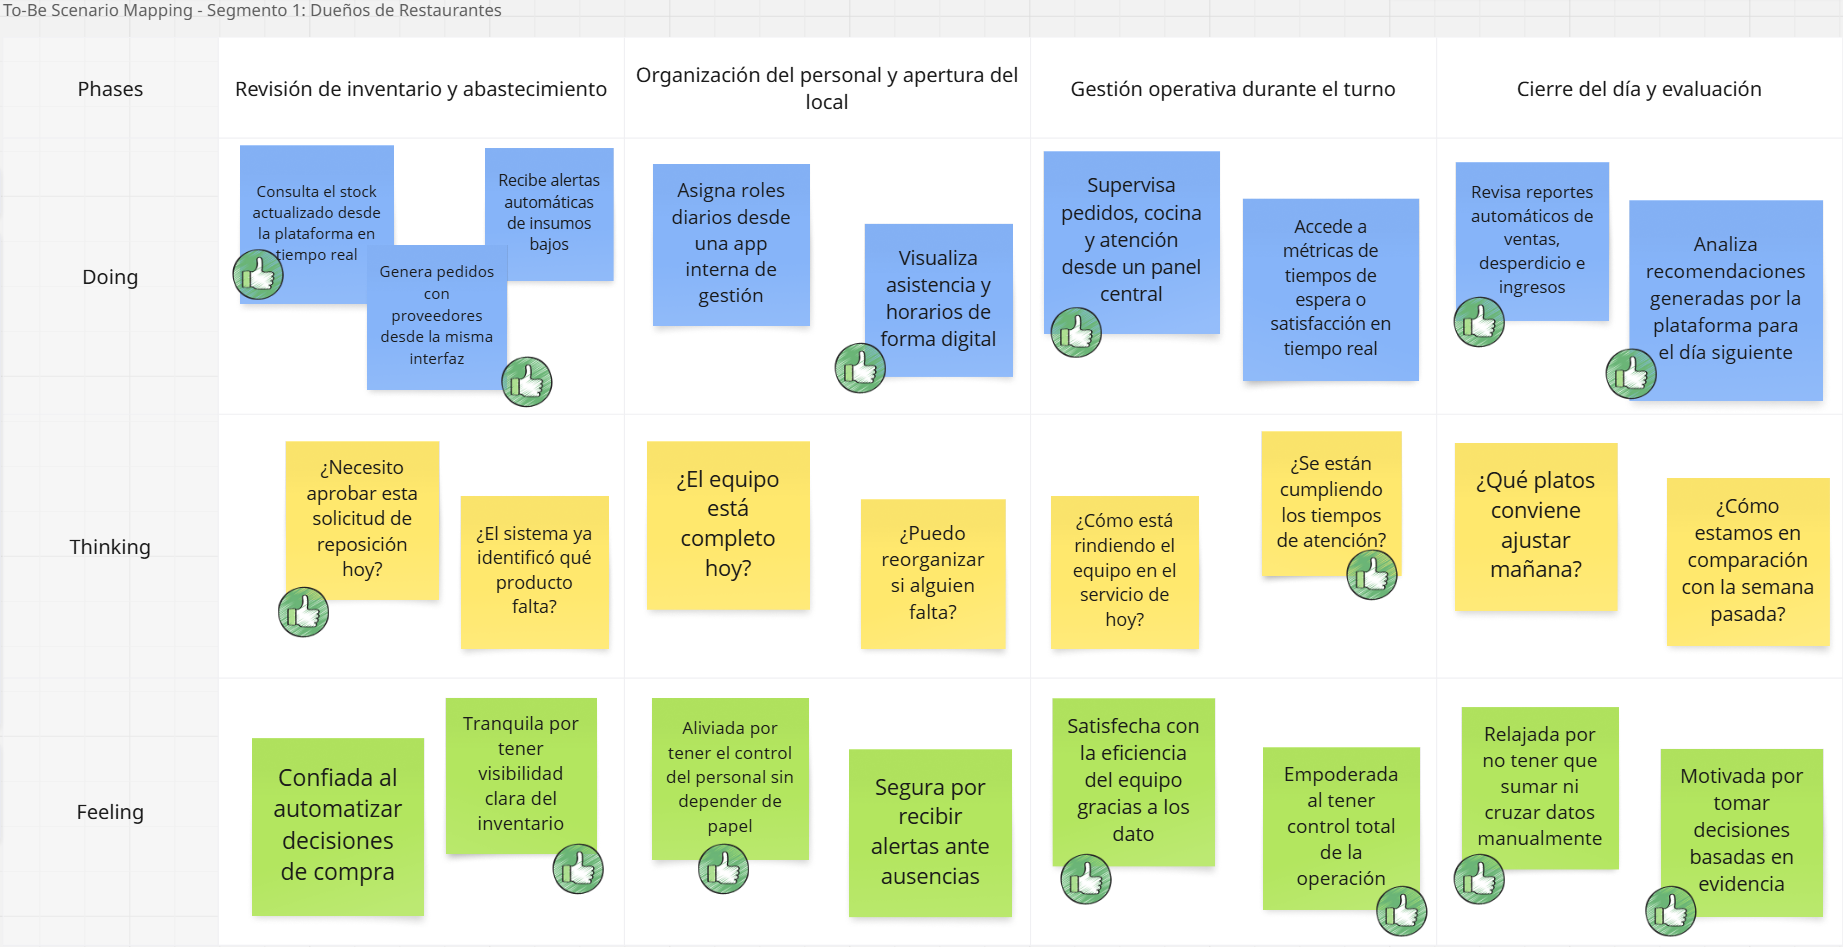 To-Be Scenario Mapping - Segmento 1: Dueños de Restaurantes
Phases
Revisión de inventario y abastecimiento
Organización del personal y apertura del
local
Gestión operativa durante el turno
Cierre del día y evaluación
Doing
Consulta el stock
actualizado desde
la plataforma en
tiempo real
Genera pedidos
con
proveedores
desde la misma
interfaz
Recibe alertas
automáticas
de insumos
bajos
Asigna roles
diarios desde
una app
interna de
gestión
Visualiza
asistencia y
horarios de
forma digital
Supervisa
pedidos, cocina
y atención
desde un panel
central
Accede a
métricas de
tiempos de
espera o
satisfacción en
tiempo real
Revisa reportes
automáticos de
ventas,
desperdicio e
ingresos
Analiza
recomendaciones
generadas por la
plataforma para
el día siguiente
Thinking
¿Necesito
aprobar esta
solicitud de
reposición
hoy?
¿El sistema ya
identificó qué
producto
falta?
¿El equipo
está
completo
hoy?
¿Puedo
reorganizar
si alguien
falta?
¿Cómo está
rindiendo el
equipo en el
servicio de
hoy?
¿Se están
cumpliendo
los tiempos
de atención?
¿Qué platos
conviene
ajustar
mañana?
¿Cómo
estamos en
comparación
con la semana
pasada?
Feeling
Confiada al
automatizar
decisiones
de compra
Tranquila por
tener
visibilidad
clara del
inventario
Aliviada por
tener el control
del personal sin
depender de
papel
Segura por
recibir
alertas ante
ausencias
Satisfecha con
la eficiencia
del equipo
gracias a los
dato
Empoderada
al tener
control total
de la
operación
Relajada por
no tener que
sumar ni
cruzar datos
manualmente
Motivada por
tomar
decisiones
basadas en
evidencia